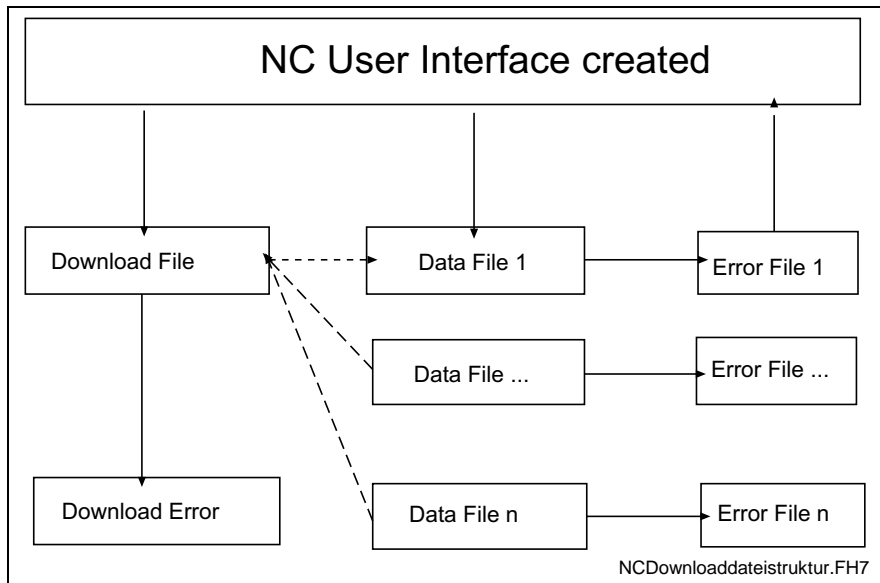 NC User Interface created
Download File
Data File 1
Error File 1
Data File ...
Error File ...
Download Error
Data File n
Error File n
NCDownloaddateistruktur.FH7